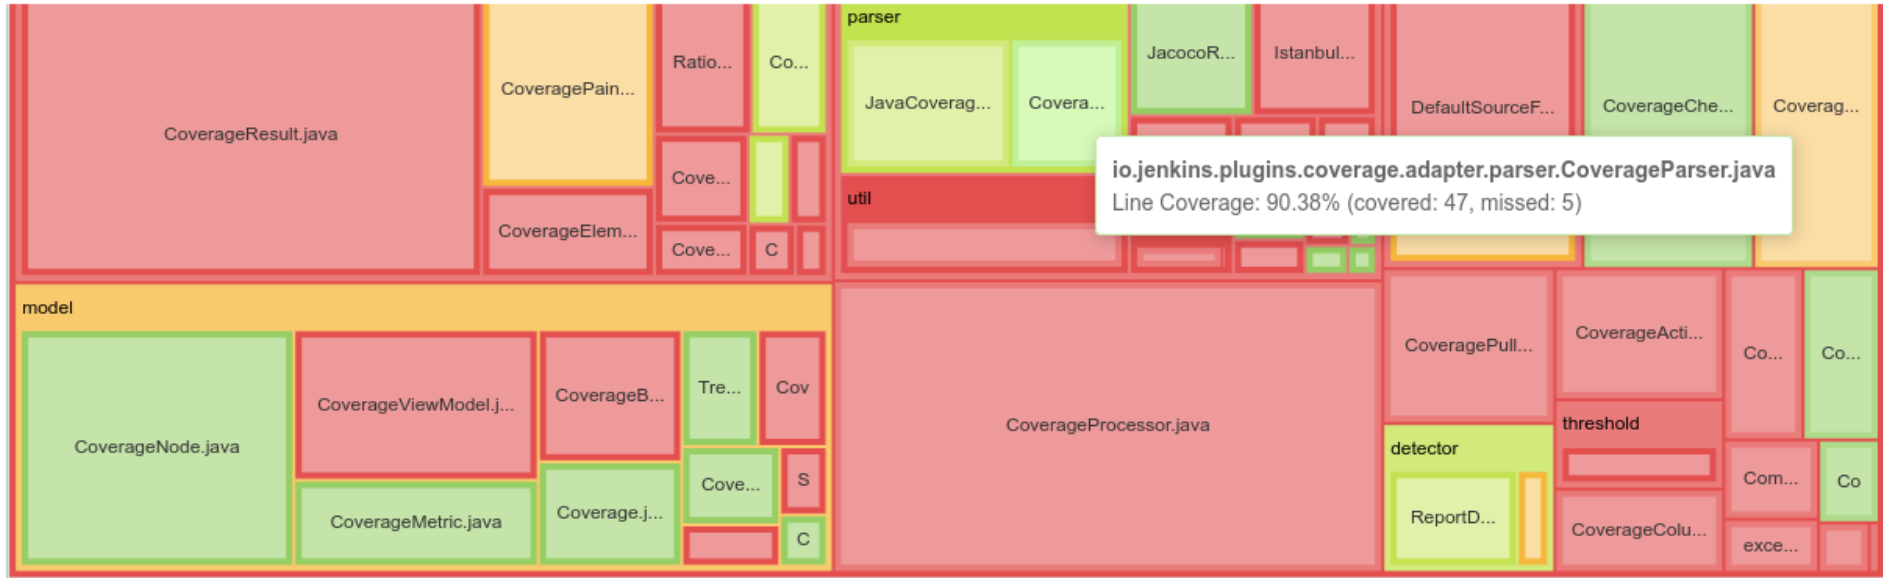 parser
CoverageResult.java
CoveragePain...
Ratio...
Co...
JavaCoverag...
Covera...
JacocoR...
Istanbul...
DefaultSourceF...
CoverageChe...
Coverag...
io.jenkins.plugins.coverage.adapter.parser.CoverageParser.java
Line Coverage: 90.38% (covered: 47, missed: 5)
Cove...
util
CoverageElem...
Cove...
C
model
CoverageNode.java
CoverageViewModel.j...
CoverageB...
Tre...
Cov
CoverageMetric.java
Coverage.j...
Cove...
S
C
CoverageProcessor.java
CoveragePull...
CoverageActi...
Co...
Co...
threshold
detector
ReportD...
Com...
Co
CoverageColu...
exce...